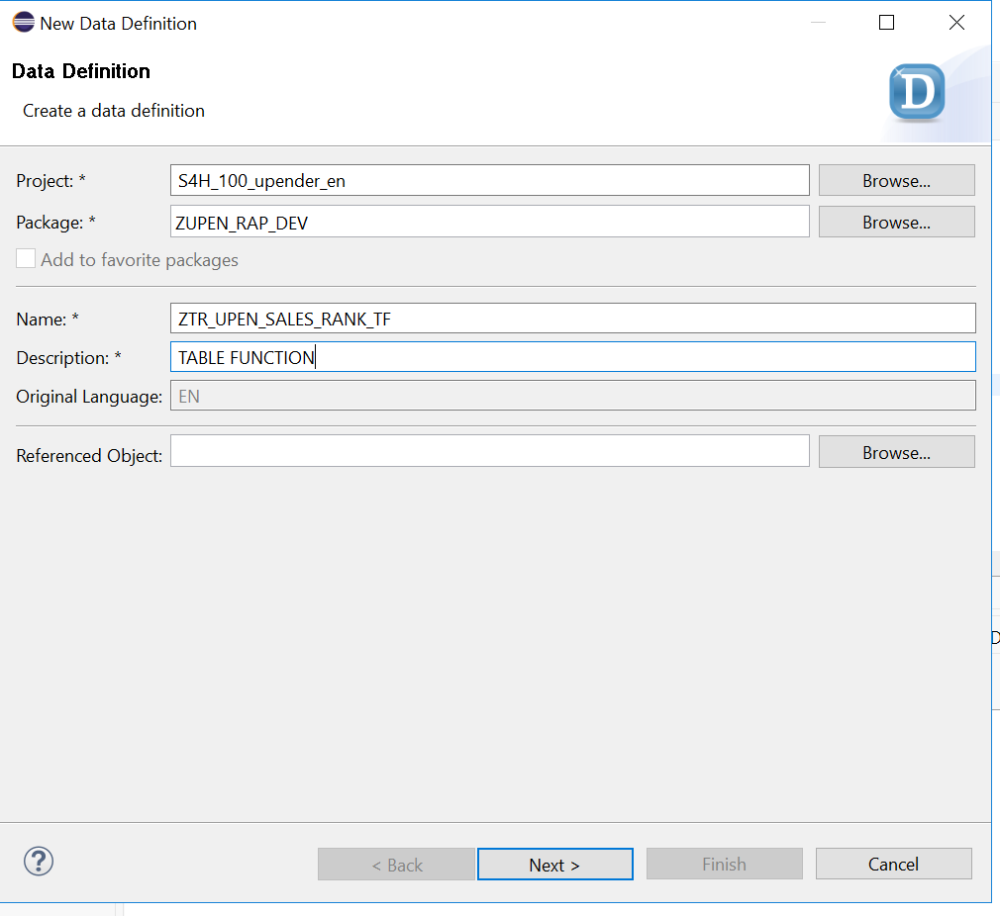 New Data Definition
Data Definition
Create a data definition
D
Project: * S4H_100_upender_en Browse...
Package: * ZUPEN_RAP_DEV Browse...
Add to favorite packages
Name: * ZTR_UPEN_SALES_RANK_TF
Description: * TABLE FUNCTION
Original Language: EN
Referenced Object: Browse...
D
? < Back Next > Finish Cancel